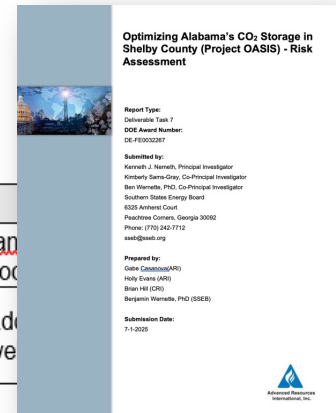 Optimizing Alabama's CO₂ Storage in
Shelby County (Project OASIS) - Risk
Assessment
Report Type:
Deliverable Task 7
DOE Award Number:
DE-FE0032267
Submitted by:
Kenneth J. Nemeth, Principal Investigator
Kimberly Sams-Gray, Co-Principal Investigator
Ben Wernette, PhD, Co-Principal Investigator
Southern States Energy Board
6325 Amherst Court
Peachtree Corners, Georgia 30092
Phone: (770) 242-7712
sseb@sseb.org
Prepared by:
Gabe Casanova(ARI)
Holly Evans (ARI)
Brian Hill (CRI)
Benjamin Wernette, PhD (SSEB)
Submission Date:
7-1-2025
Advanced Resources
International, Inc.